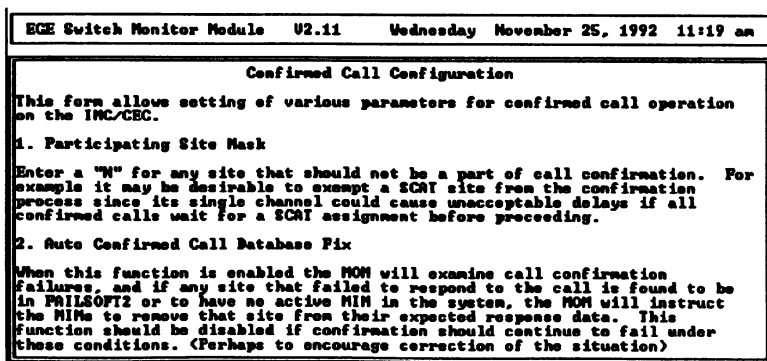 EGE Switch Monitor Module V2.11 Wednesday November 25, 1992 11:19 am
Confirmed Call Configuration
This form allows setting of various parameters for confirmed call operation
on the IMC/CEC.
1. Participating Site Mask
Enter a "N" for any site that should not be a part of call confirmation. For
example it may be desirable to exempt a SCAT site from the confirmation
process since its single channel could cause unacceptable delays if all
confirmed calls wait for a SCAT assignment before proceeding.
2. Auto Confirmed Call Database Fix
When this function is enabled the MOM will examine call confirmation
failures, and if any site that failed to respond to the call is found to be
in FAILSOFT2 or to have no active MIM in the system, the MOM will instruct
the MIMs to remove that site from their expected response data. This
function should be disabled if confirmation should continue to fail under
these conditions. (Perhaps to encourage correction of the situation)